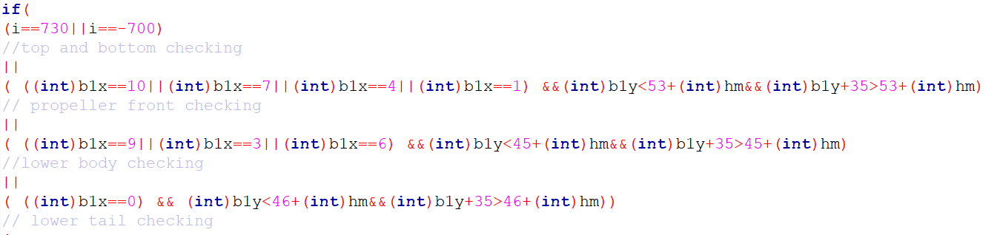 if(
(i==730||i==-700)
//top and bottom checking
||
( ((int)b1x==10||(int)b1x==7||(int)b1x==4||(int)b1x==1) &&(int)b1y<53+(int)hm&&(int)b1y+35>53+(int)hm)
// propeller front checking
||
( ((int)b1x==9||(int)b1x==3||(int)b1x==6) &&(int)b1y<45+(int)hm&&(int)b1y+35>45+(int)hm)
//lower body checking
||
( ((int)b1x==0) && (int)b1y<46+(int)hm&&(int)b1y+35>46+(int)hm))
// lower tail checking